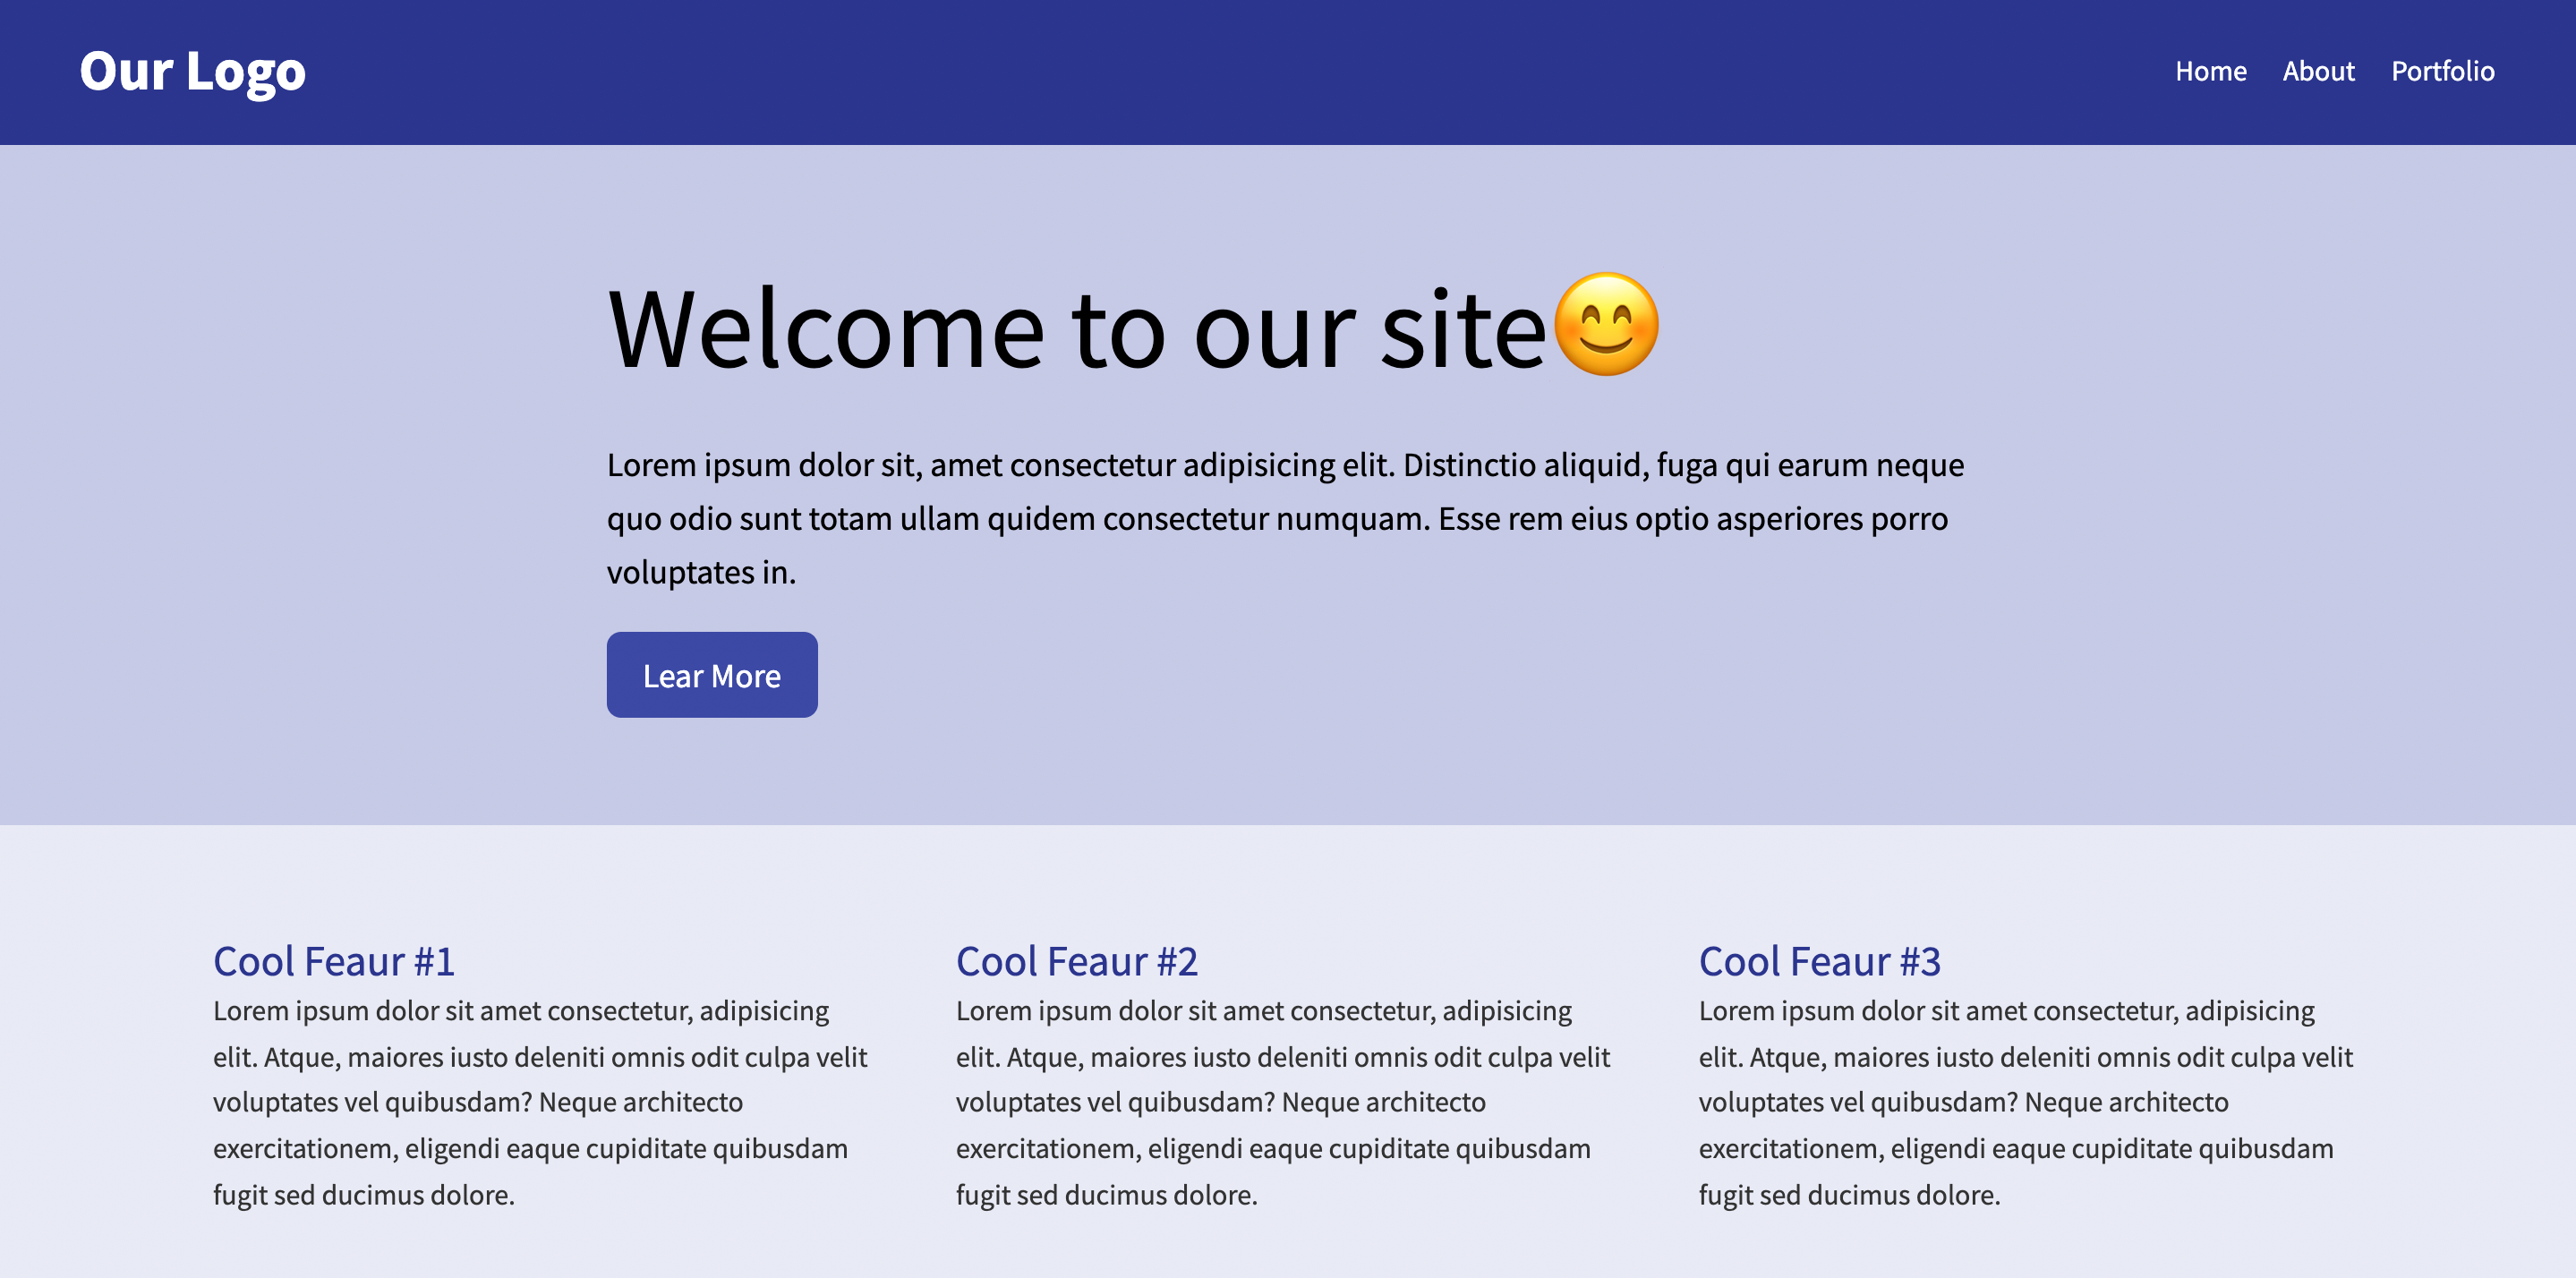 Our Logo
Home About Portfolio
Welcome to our site😊
Lorem ipsum dolor sit, amet consectetur adipisicing elit. Distinctio aliquid, fuga qui earum neque
quo odio sunt totam ullam quidem consectetur numquam. Esse rem eius optio asperiores porro
voluptates in.
Lear More
Cool Feaur #1
Lorem ipsum dolor sit amet consectetur, adipisicing
elit. Atque, maiores iusto deleniti omnis odit culpa velit
voluptates vel quibusdam? Neque architecto
exercitationem, eligendi eaque cupiditate quibusdam
fugit sed ducimus dolore.
Cool Feaur #2
Lorem ipsum dolor sit amet consectetur, adipisicing
elit. Atque, maiores iusto deleniti omnis odit culpa velit
voluptates vel quibusdam? Neque architecto
exercitationem, eligendi eaque cupiditate quibusdam
fugit sed ducimus dolore.
Cool Feaur #3
Lorem ipsum dolor sit amet consectetur, adipisicing
elit. Atque, maiores iusto deleniti omnis odit culpa velit
voluptates vel quibusdam? Neque architecto
exercitationem, eligendi eaque cupiditate quibusdam
fugit sed ducimus dolore.